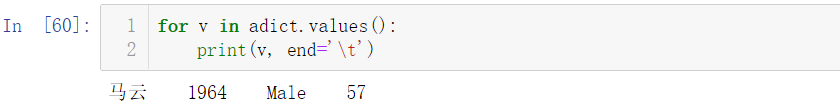 In [60]:
1 for v in adict.values():
2     print(v, end='\t')
马云	1964	Male	57